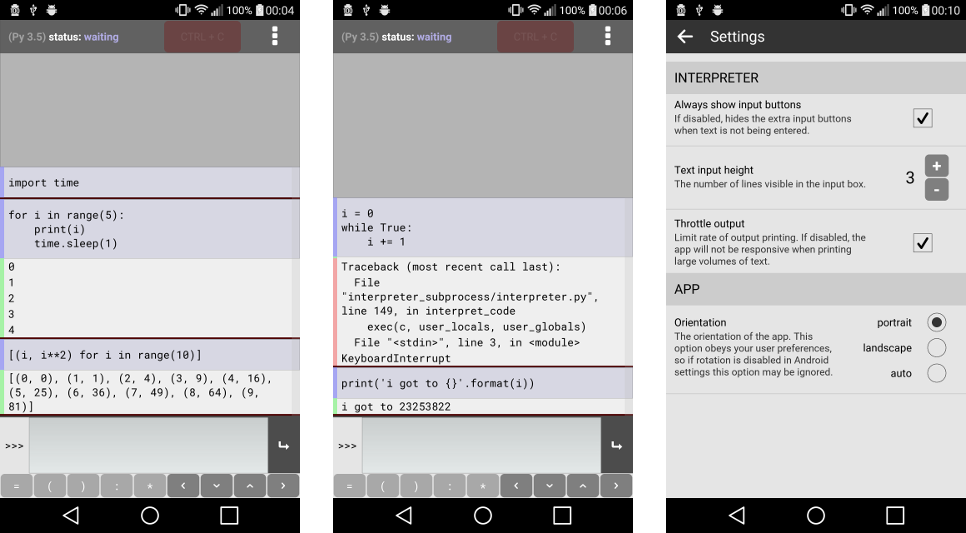 100% 00:04
(Py 3.5) status: waiting CTRL + C
import time
for i in range(5):
    print(i)
    time.sleep(1)
0
1
2
3
4
[(i, i**2) for i in range(10)]
[(0, 0), (1, 1), (2, 4), (3, 9), (4, 16),
(5, 25), (6, 36), (7, 49), (8, 64), (9,
81)]
>>>
= ( ) : *
100% 00:06
(Py 3.5) status: waiting CTRL + C
i = 0
while True:
    i += 1
Traceback (most recent call last):
  File
"interpreter_subprocess/interpreter.py",
line 149, in interpret_code
    exec(c, user_locals, user_globals)
  File "<stdin>", line 3, in <module>
KeyboardInterrupt
print('i got to {}'.format(i))
i got to 23253822
>>>
= ( ) : *
100% 00:10
Settings
INTERPRETER
Always show input buttons
If disabled, hides the extra input buttons
when text is not being entered.
Text input height
The number of lines visible in the input box.
3
+
-
Throttle output
Limit rate of output printing. If disabled, the
app will not be responsive when printing
large volumes of text.
APP
Orientation
The orientation of the app. This
option obeys your user preferences,
so if rotation is disabled in Android
settings this option may be ignored.
portrait
landscape
auto